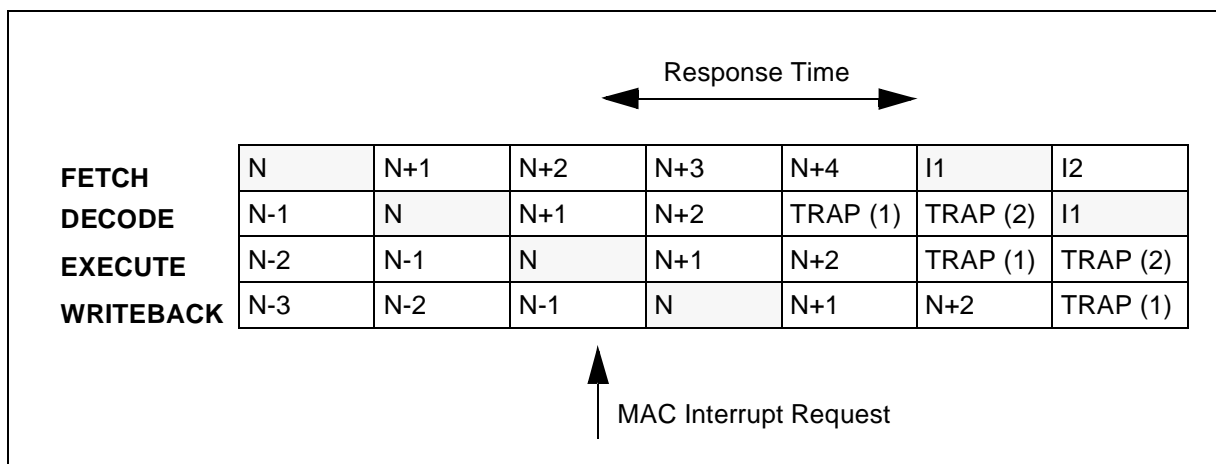 Response Time
FETCH N N+1 N+2 N+3 N+4 I1 I2
DECODE N-1 N N+1 N+2 TRAP (1) TRAP (2) I1
EXECUTE N-2 N-1 N N+1 N+2 TRAP (1) TRAP (2)
WRITEBACK N-3 N-2 N-1 N N+1 N+2 TRAP (1)
MAC Interrupt Request